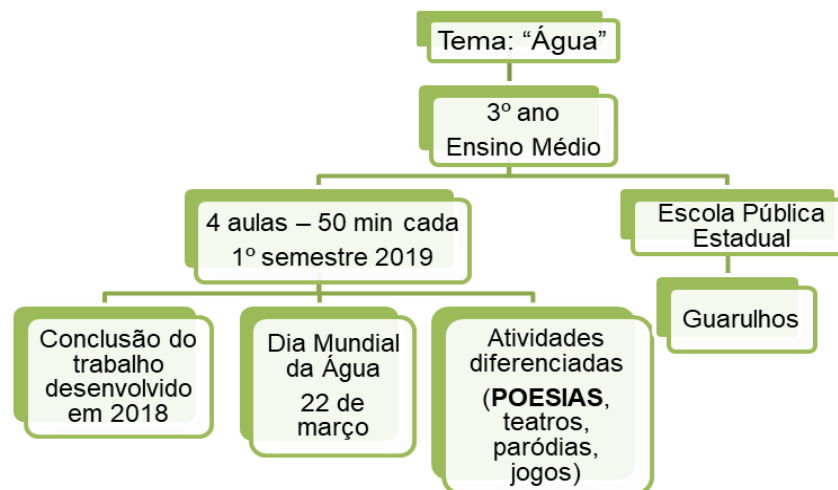 Tema: “Água”
3º ano
Ensino Médio
4 aulas – 50 min cada
1º semestre 2019
Escola Pública
Estadual
Conclusão do
trabalho
desenvolvido
em 2018
Dia Mundial
da Água
22 de
março
Atividades
diferenciadas
(POESIAS,
teatros,
paródias,
jogos)
Guarulhos